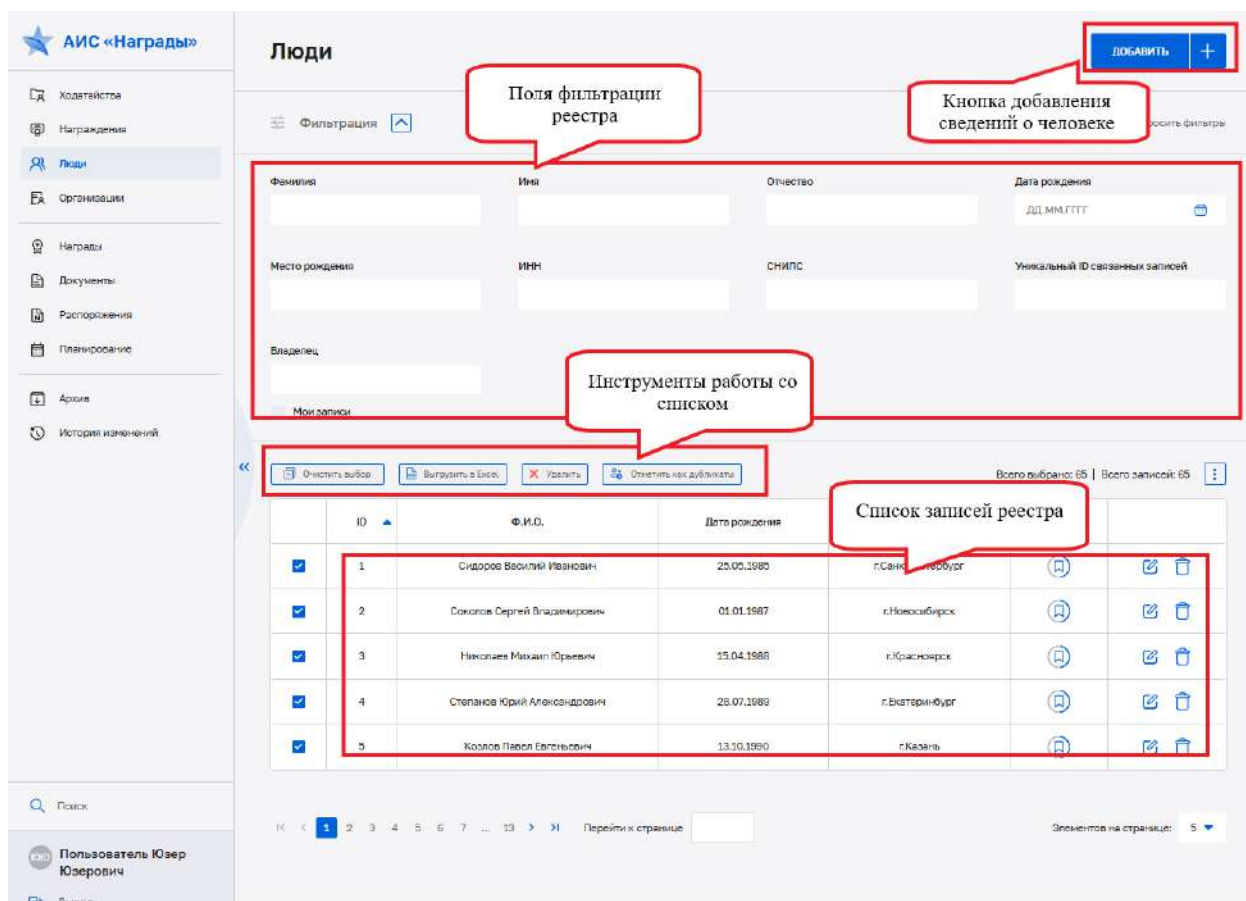 АИС «Награды»
Люди
ДОБАВИТЬ
Ходатайства
Награждения
Люди
Организации
Награды
Документы
Распоряжения
Планирование
Архив
История изменений
Поиск
Пользователь Юзер
Юзерович
Поля фильтрации
реестра
Кнопка добавления
сведений о человеке
Фильтрация
фильтры
Фамилия Имя Отчество Дата рождения
ДД.ММ.ГГГГ
Место рождения ИНН СНИЛС Уникальный ID связанных записей
Владелец
Мои записи
Инструменты работы со
списком
Очистить выбор Выгрузить в Excel Удалить Отметить как дубликаты Всего выбрано: 65 | Всего записей: 65
Список записей реестра
ID Ф.И.О. Дата рождения
1 Сидоров Василий Иванович 25.05.1985
2 Соколов Сергей Владимирович 01.01.1987 г.Новосибирск
3 Николаев Михаил Юрьевич 15.04.1988 г.Красноярск
4 Степанов Юрий Александрович 28.07.1989 г.Екатеринбург
5 Козлов Павел Евгеньевич 13.10.1990 г.Казань
1 2 3 4 5 6 7 ... 13 Перейти к странице Элементов на странице: 5